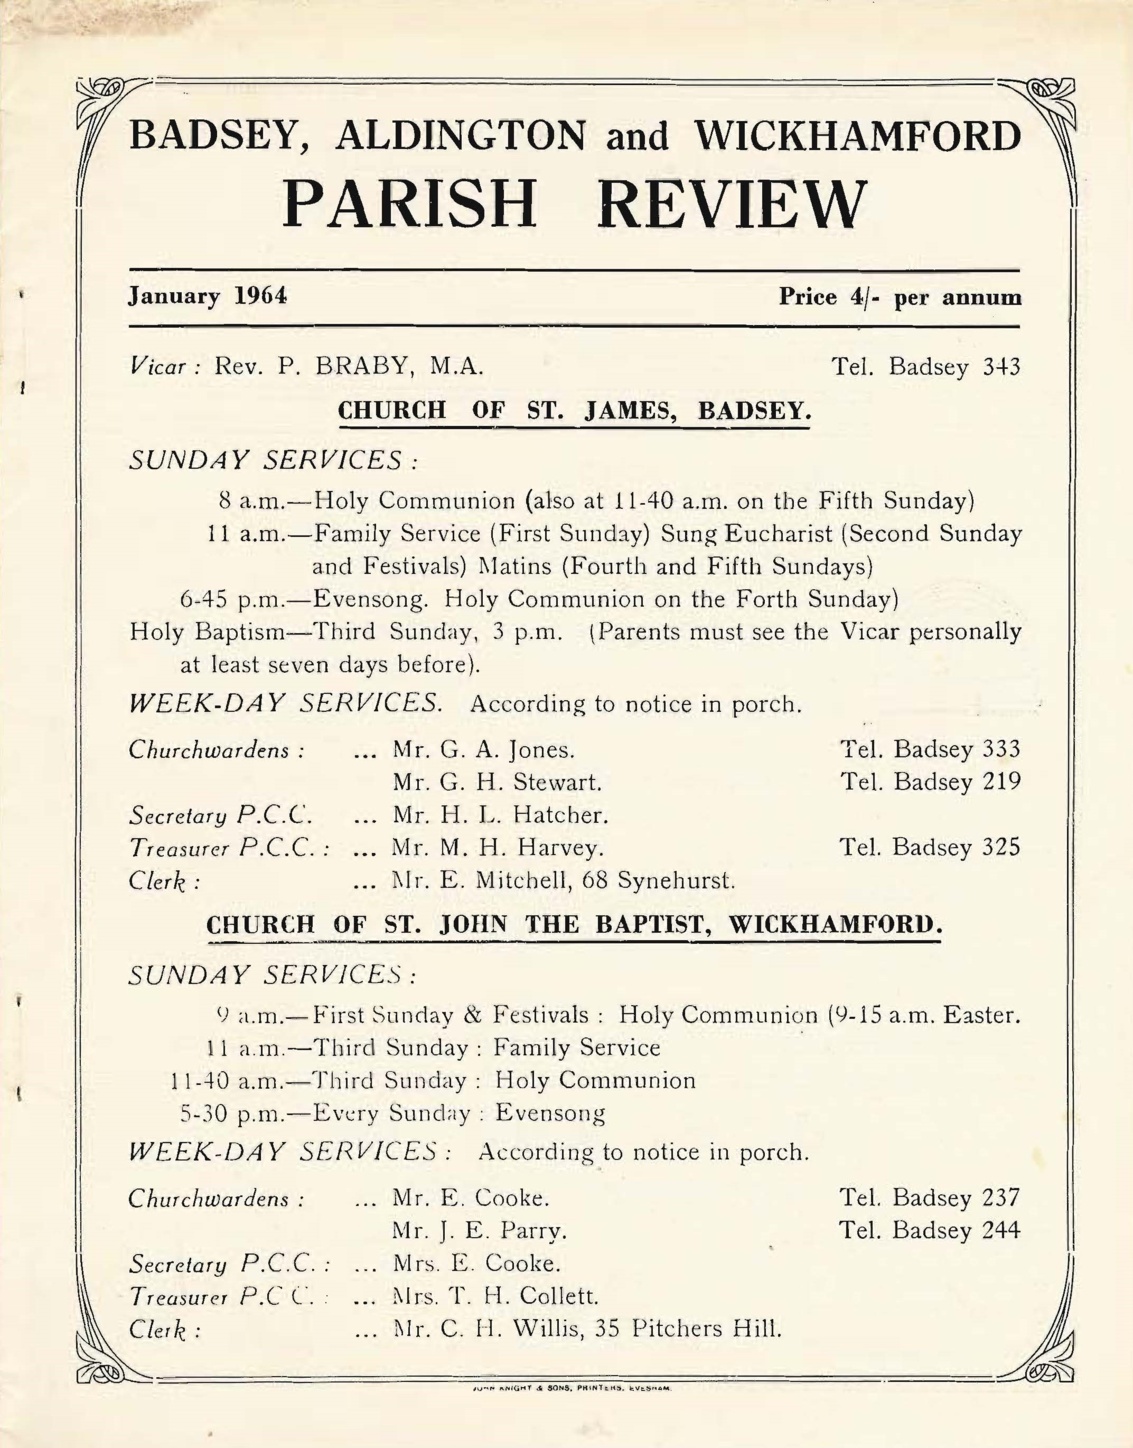 BADSEY, ALDINGTON and WICKHAMFORD
PARISH REVIEW
January 1964 Price 4/- per annum
Vicar : Rev. P. BRABY, M.A. Tel. Badsey 343
CHURCH OF ST. JAMES, BADSEY.
SUNDAY SERVICES :
8 a.m.—Holy Communion (also at 11-40 a.m. on the Fifth Sunday)
11 a.m.—Family Service (First Sunday) Sung Eucharist (Second Sunday
and Festivals) Matins (Fourth and Fifth Sundays)
6-45 p.m.—Evensong. Holy Communion on the Forth Sunday)
Holy Baptism—Third Sunday, 3 p.m. (Parents must see the Vicar personally
at least seven days before).
WEEK-DAY SERVICES. According to notice in porch.
Churchwardens : ... Mr. G. A. Jones. Tel. Badsey 333
Mr. G. H. Stewart. Tel. Badsey 219
Secretary P.C.C. ... Mr. H. L. Hatcher.
Treasurer P.C.C. : ... Mr. M. H. Harvey. Tel. Badsey 325
Clerk : ... Mr. E. Mitchell, 68 Synehurst.
CHURCH OF ST. JOHN THE BAPTIST, WICKHAMFORD.
SUNDAY SERVICES :
9 a.m.—First Sunday & Festivals : Holy Communion (9-15 a.m. Easter.
11 a.m.—Third Sunday : Family Service
11-40 a.m.—Third Sunday : Holy Communion
5-30 p.m.—Every Sunday : Evensong
WEEK-DAY SERVICES : According to notice in porch.
Churchwardens : ... Mr. E. Cooke. Tel. Badsey 237
Mr. J. E. Parry. Tel. Badsey 244
Secretary P.C.C. : ... Mrs. E. Cooke.
Treasurer P.C C. : ... Mrs. T. H. Collett.
Clerk : ... Mr. C. H. Willis, 35 Pitchers Hill.
JOHN KNIGHT & SONS, PRINTERS, EVESHAM.